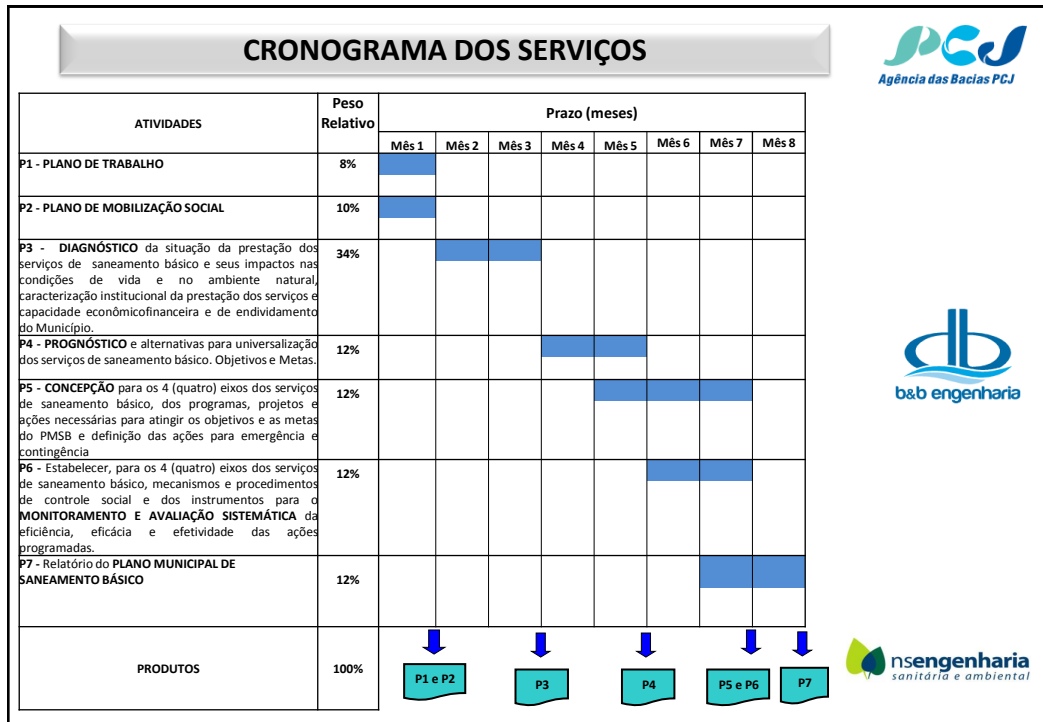 CRONOGRAMA DOS SERVIÇOS
PCJ
Agência das Bacias PCJ
ATIVIDADES
Peso
Relativo
Prazo (meses)
Mês 1 Mês 2 Mês 3 Mês 4 Mês 5 Mês 6 Mês 7 Mês 8
P1 - PLANO DE TRABALHO 8%
P2 - PLANO DE MOBILIZAÇÃO SOCIAL 10%
P3 - DIAGNÓSTICO da situação da prestação dos
serviços de saneamento básico e seus impactos nas
condições de vida e no ambiente natural,
caracterização institucional da prestação dos serviços e
capacidade econômicofinanceira e de endividamento
do Município.
34%
P4 - PROGNÓSTICO e alternativas para universalização
dos serviços de saneamento básico. Objetivos e Metas.
12%
P5 - CONCEPÇÃO para os 4 (quatro) eixos dos serviços
de saneamento básico, dos programas, projetos e
ações necessárias para atingir os objetivos e as metas
do PMSB e definição das ações para emergência e
contingência
12%
P6 - Estabelecer, para os 4 (quatro) eixos dos serviços
de saneamento básico, mecanismos e procedimentos
de controle social e dos instrumentos para o
MONITORAMENTO E AVALIAÇÃO SISTEMÁTICA da
eficiência, eficácia e efetividade das ações
programadas.
12%
P7 - Relatório do PLANO MUNICIPAL DE
SANEAMENTO BÁSICO
12%
PRODUTOS 100%
P1 e P2 P3 P4 P5 e P6 P7
b&b engenharia
nsengenharia
sanitária e ambiental